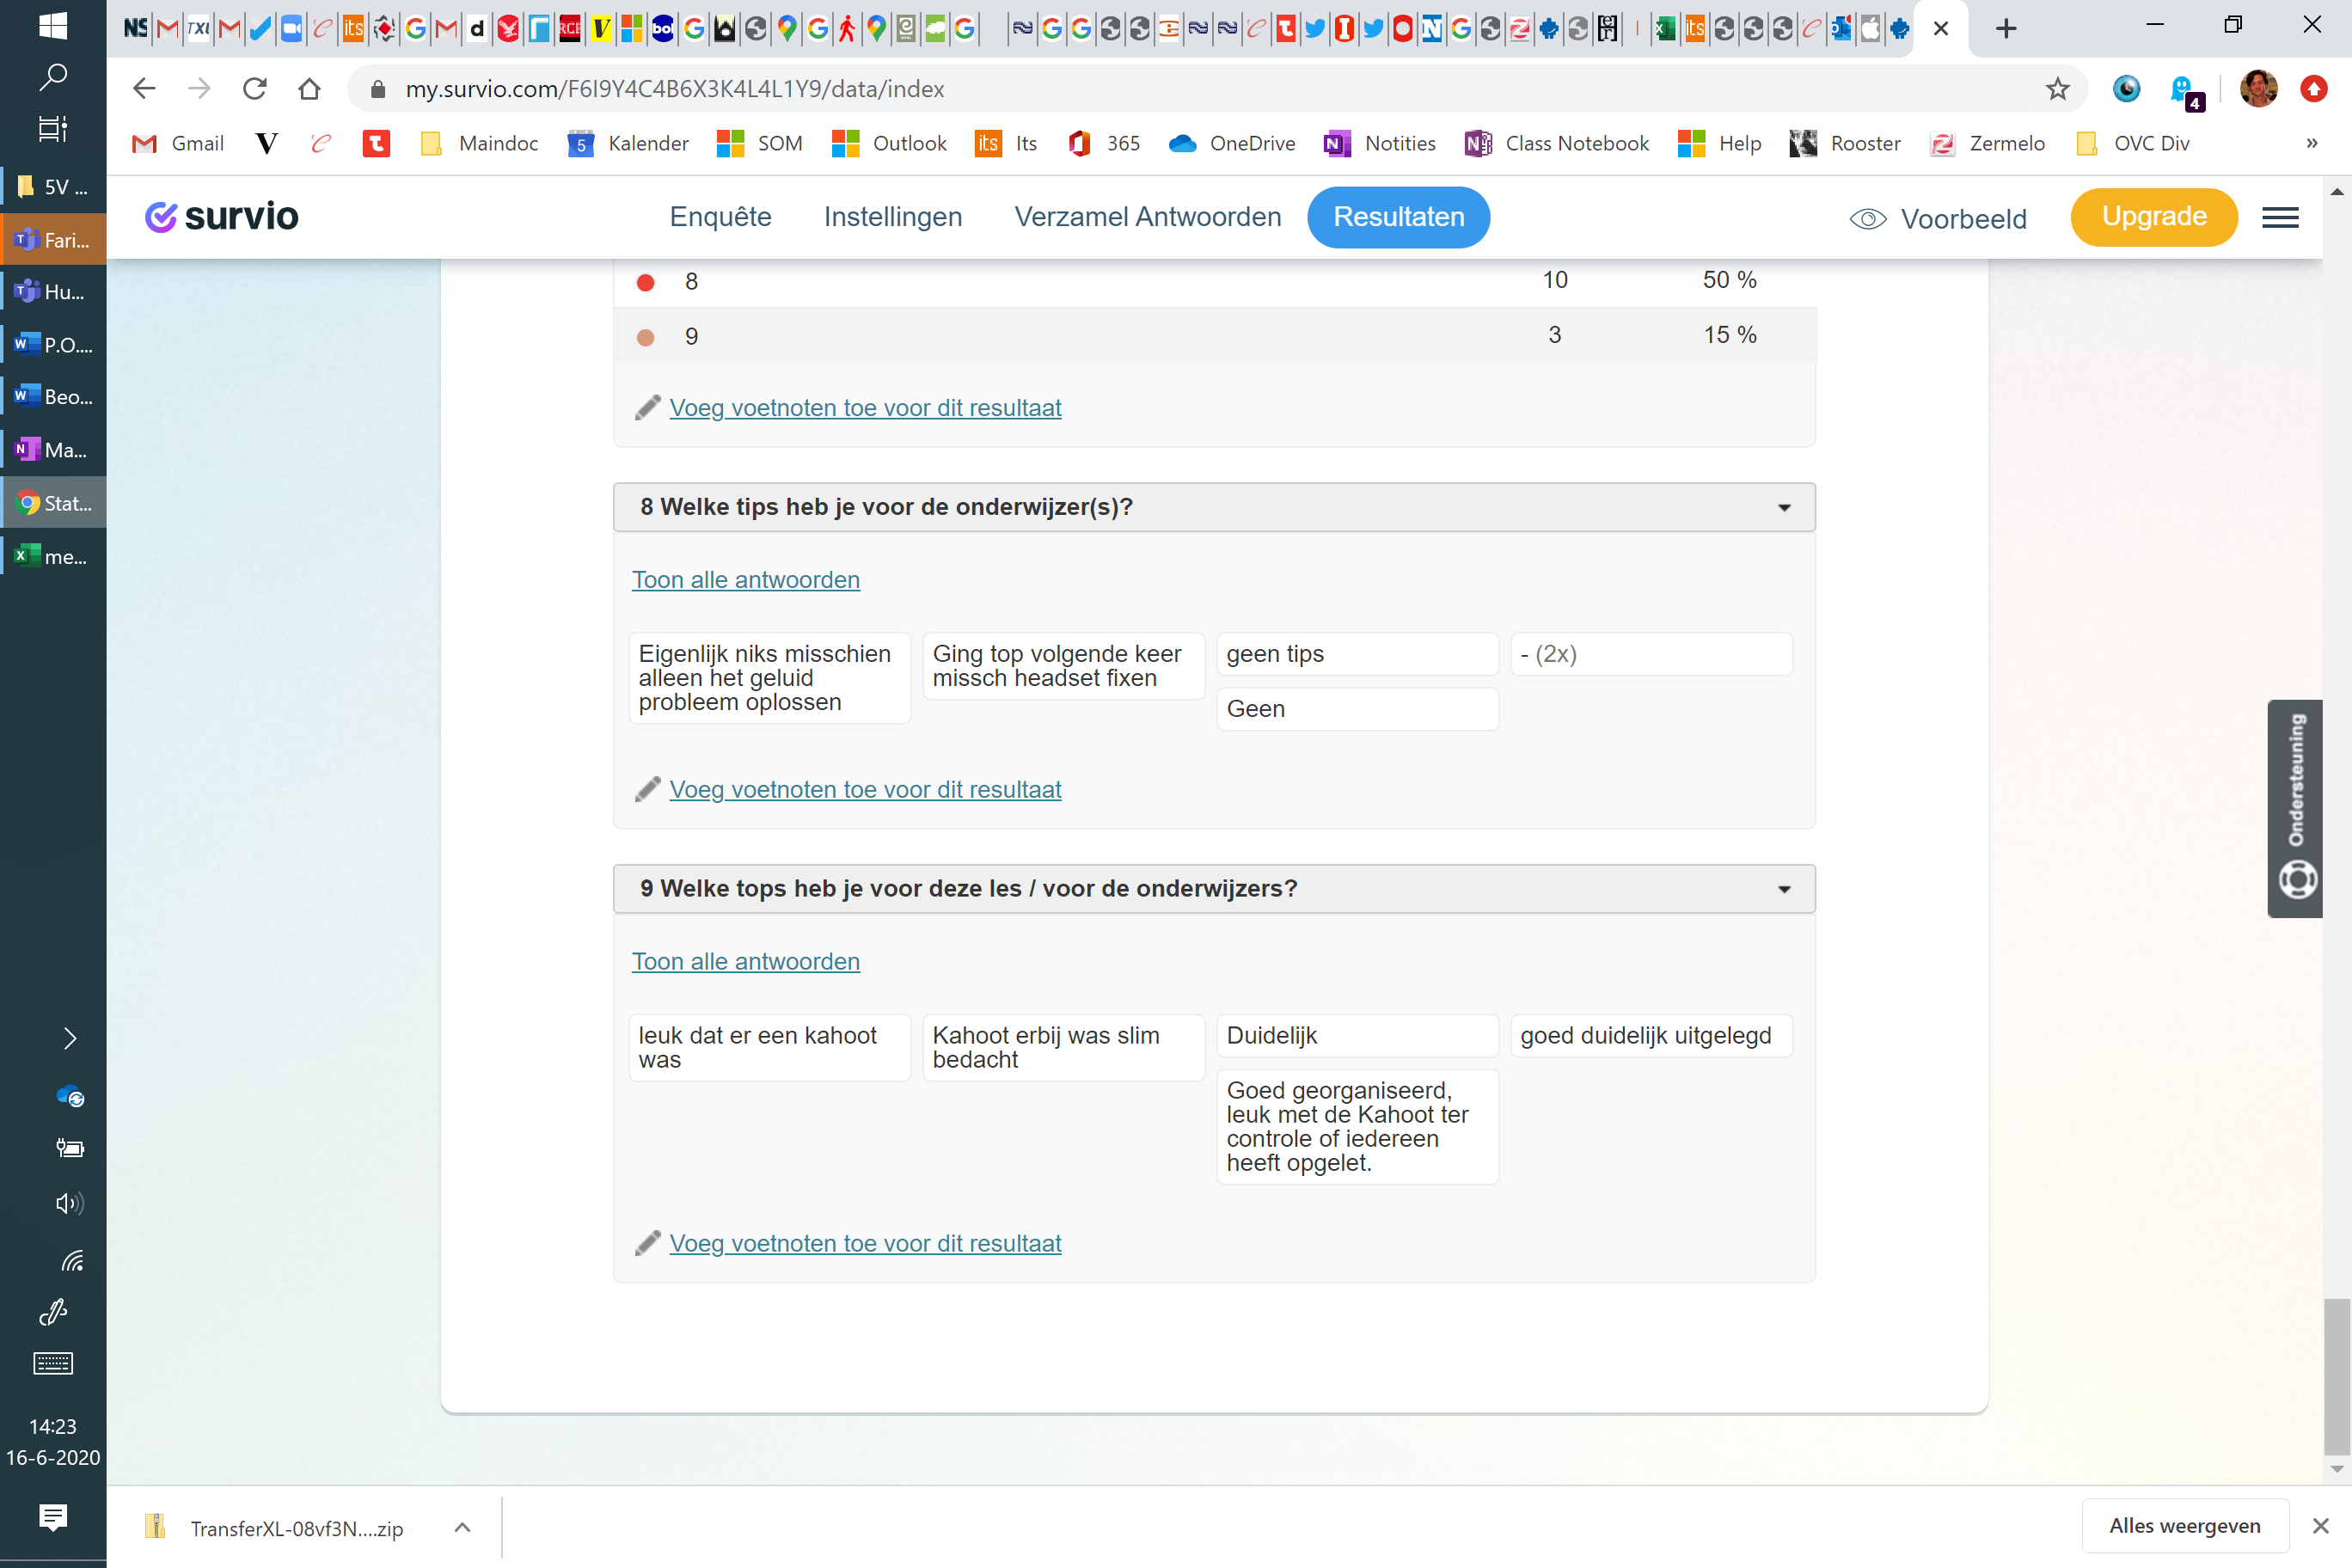 my.survio.com/F6I9Y4C4B6X3K4L4L1Y9/data/index
4
Gmail
Maindoc
5
Kalender
SOM
Outlook
its
Its
365
OneDrive
Notities
Class Notebook
Help
Rooster
Zermelo
OVC Div
»
5V ...
Fari...
Hu...
P.O....
Beo...
Ma...
Stat...
me...
14:23
16-6-2020
survio
Enquête
Instellingen
Verzamel Antwoorden
Resultaten
Voorbeeld
Upgrade
8 10 50 %
9 3 15 %
Voeg voetnoten toe voor dit resultaat
8 Welke tips heb je voor de onderwijzer(s)?
Toon alle antwoorden
Eigenlijk niks misschien
alleen het geluid
probleem oplossen
Ging top volgende keer
missch headset fixen
geen tips
Geen
- (2x)
Voeg voetnoten toe voor dit resultaat
9 Welke tops heb je voor deze les / voor de onderwijzers?
Toon alle antwoorden
leuk dat er een kahoot
was
Kahoot erbij was slim
bedacht
Duidelijk
Goed georganiseerd,
leuk met de Kahoot ter
controle of iedereen
heeft opgelet.
goed duidelijk uitgelegd
Voeg voetnoten toe voor dit resultaat
Ondersteuning
TransferXL-08vf3N....zip
Alles weergeven